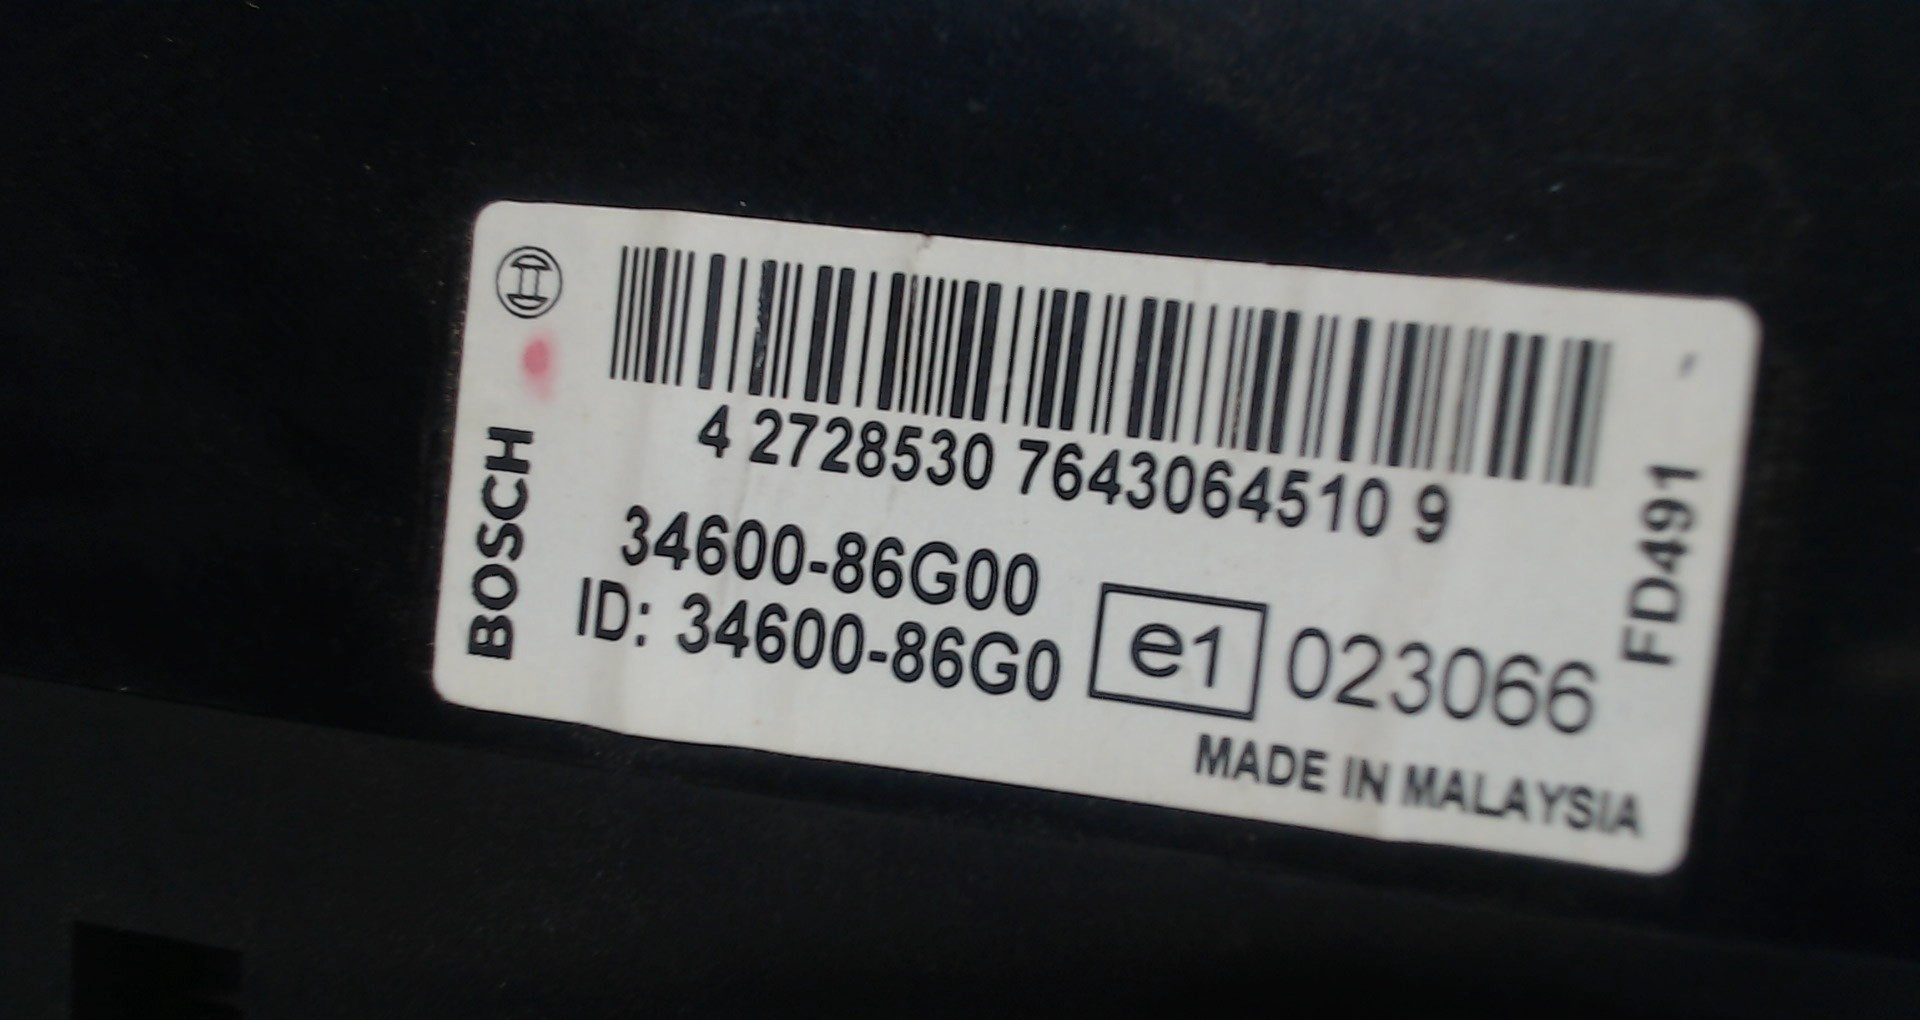 BOSCH
4 2728530 7643064510 9
34600-86G00
ID: 34600-86G0
e1 023066
MADE IN MALAYSIA
FD491